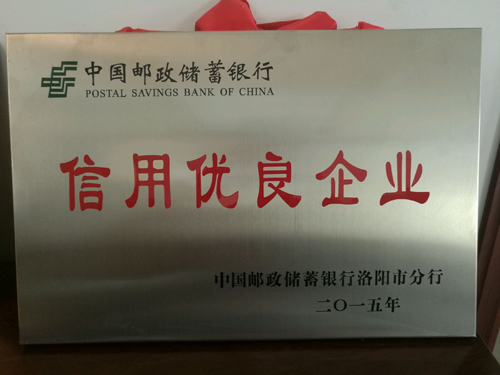 中国邮政储蓄银行
POSTAL SAVINGS BANK OF CHINA
信用优良企业
中国邮政储蓄银行洛阳市分行
二〇一五年